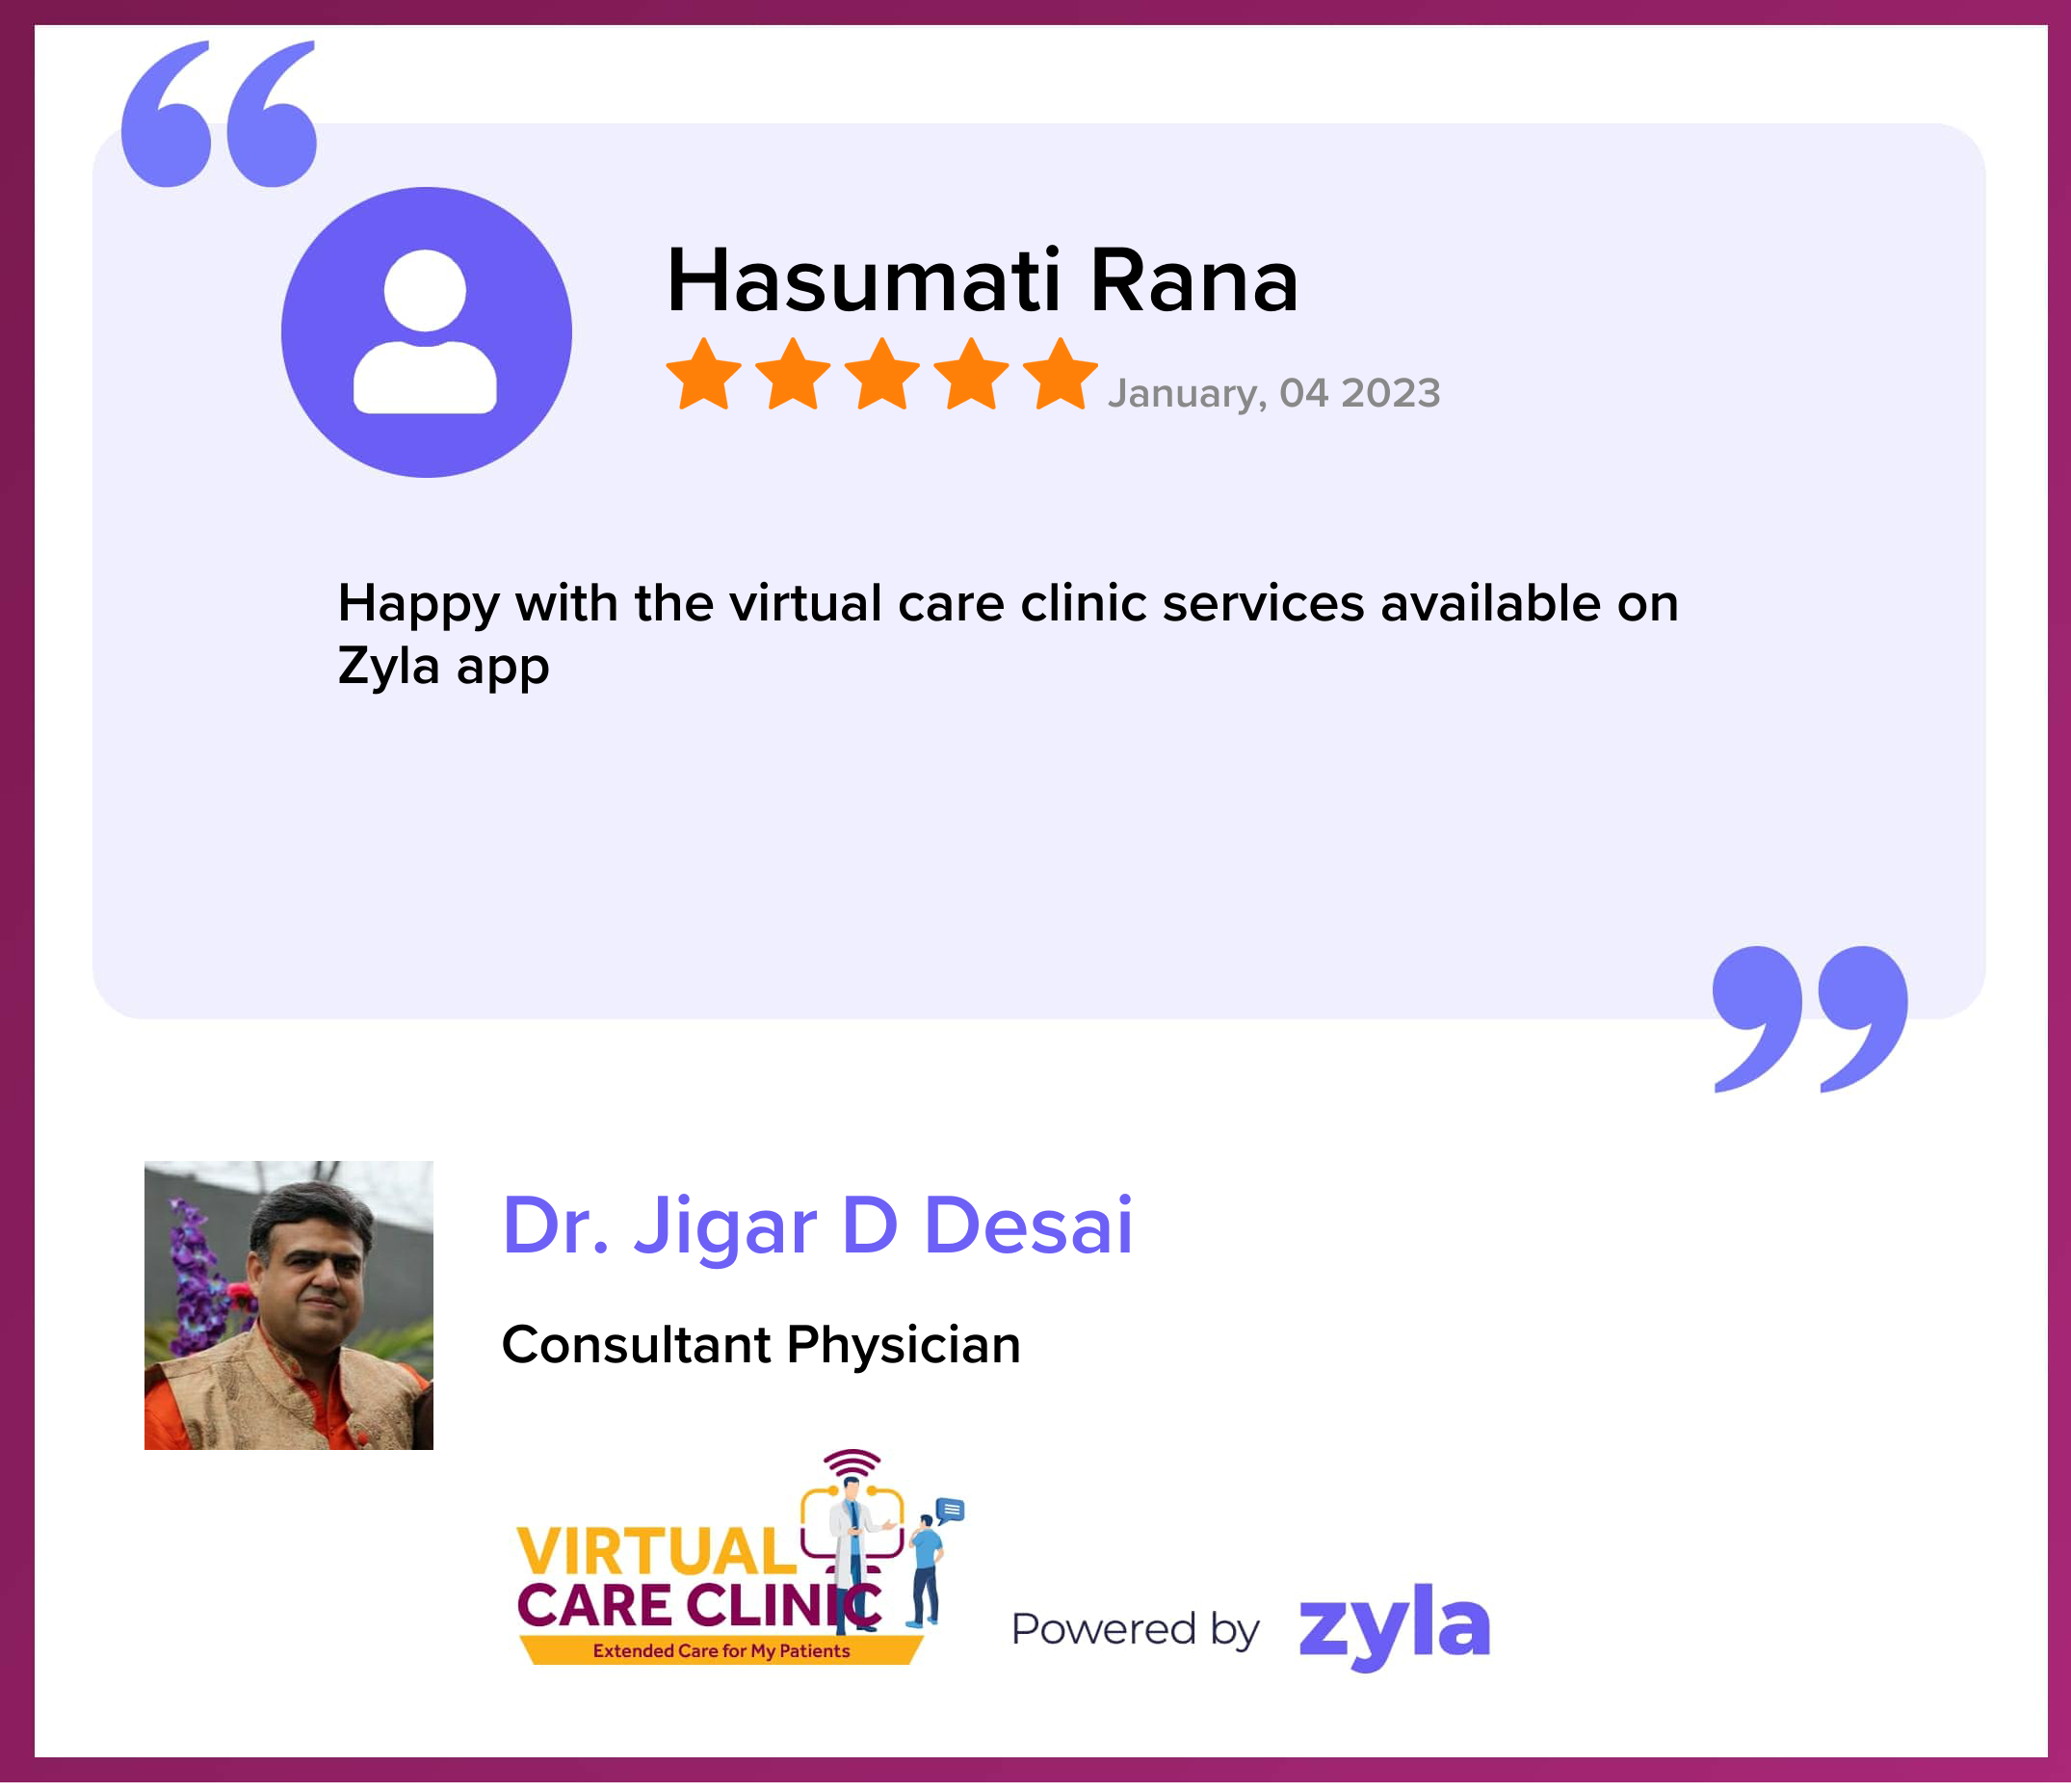 Hasumati Rana
January, 04 2023
Happy with the virtual care clinic services available on
Zyla app
Dr. Jigar D Desai
Consultant Physician
VIRTUAL
CARE CLINIC
Extended Care for My Patients
Powered by zyla